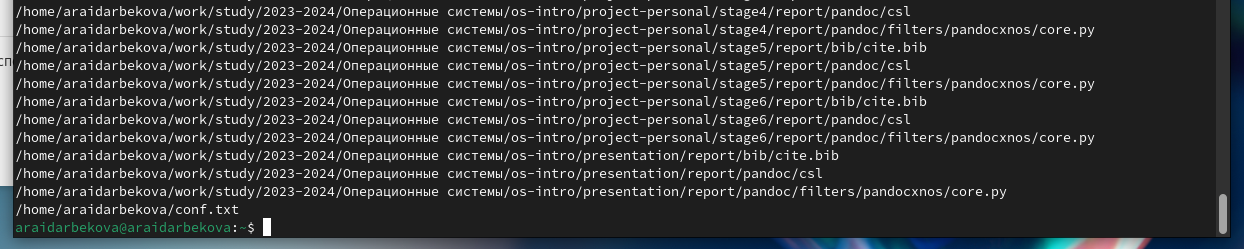 /home/araidarbekova/work/study/2023-2024/Операционные системы/os-intro/project-personal/stage4/report/pandoc/csl
/home/araidarbekova/work/study/2023-2024/Операционные системы/os-intro/project-personal/stage4/report/pandoc/filters/pandocxnos/core.py
/home/araidarbekova/work/study/2023-2024/Операционные системы/os-intro/project-personal/stage5/report/bib/cite.bib
/home/araidarbekova/work/study/2023-2024/Операционные системы/os-intro/project-personal/stage5/report/pandoc/csl
/home/araidarbekova/work/study/2023-2024/Операционные системы/os-intro/project-personal/stage5/report/pandoc/filters/pandocxnos/core.py
/home/araidarbekova/work/study/2023-2024/Операционные системы/os-intro/project-personal/stage6/report/bib/cite.bib
/home/araidarbekova/work/study/2023-2024/Операционные системы/os-intro/project-personal/stage6/report/pandoc/csl
/home/araidarbekova/work/study/2023-2024/Операционные системы/os-intro/project-personal/stage6/report/pandoc/filters/pandocxnos/core.py
/home/araidarbekova/work/study/2023-2024/Операционные системы/os-intro/presentation/report/bib/cite.bib
/home/araidarbekova/work/study/2023-2024/Операционные системы/os-intro/presentation/report/pandoc/csl
/home/araidarbekova/work/study/2023-2024/Операционные системы/os-intro/presentation/report/pandoc/filters/pandocxnos/core.py
/home/araidarbekova/conf.txt
araidarbekova@araidarbekova:~$